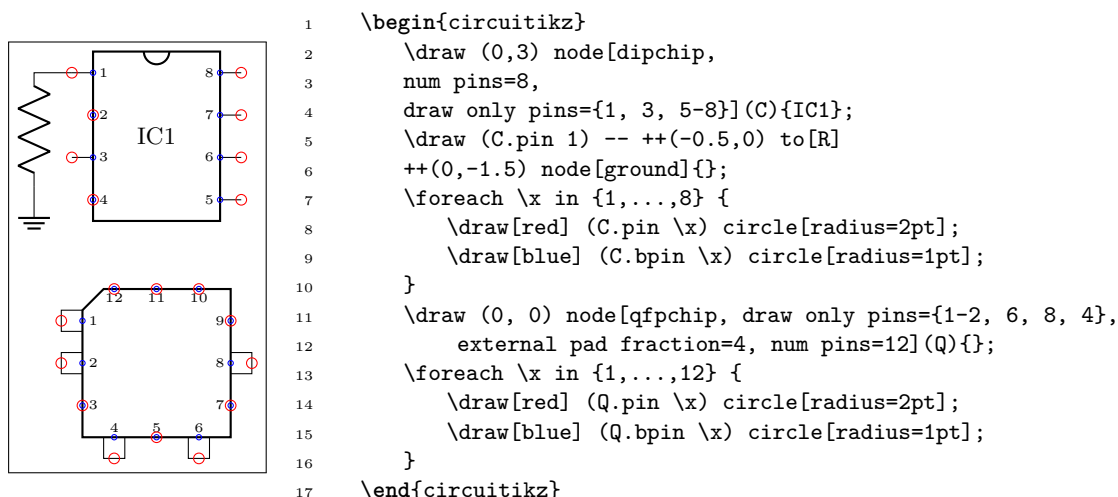 1 8
2 7
IC1
3 6
4 5
12 11 10
1 9
2 8
3 7
4 5 6
1 \begin{circuitikz}
2 \draw (0,3) node[dipchip,
3 num pins=8,
4 draw only pins={1, 3, 5-8}](C){IC1};
5 \draw (C.pin 1) -- ++(-0.5,0) to[R]
6 ++(0,-1.5) node[ground]{};
7 \foreach \x in {1,...,8} {
8 \draw[red] (C.pin \x) circle[radius=2pt];
9 \draw[blue] (C.bpin \x) circle[radius=1pt];
10 }
11 \draw (0, 0) node[qfpchip, draw only pins={1-2, 6, 8, 4},
12 external pad fraction=4, num pins=12](Q){};
13 \foreach \x in {1,...,12} {
14 \draw[red] (Q.pin \x) circle[radius=2pt];
15 \draw[blue] (Q.bpin \x) circle[radius=1pt];
16 }
17 \end{circuitikz}